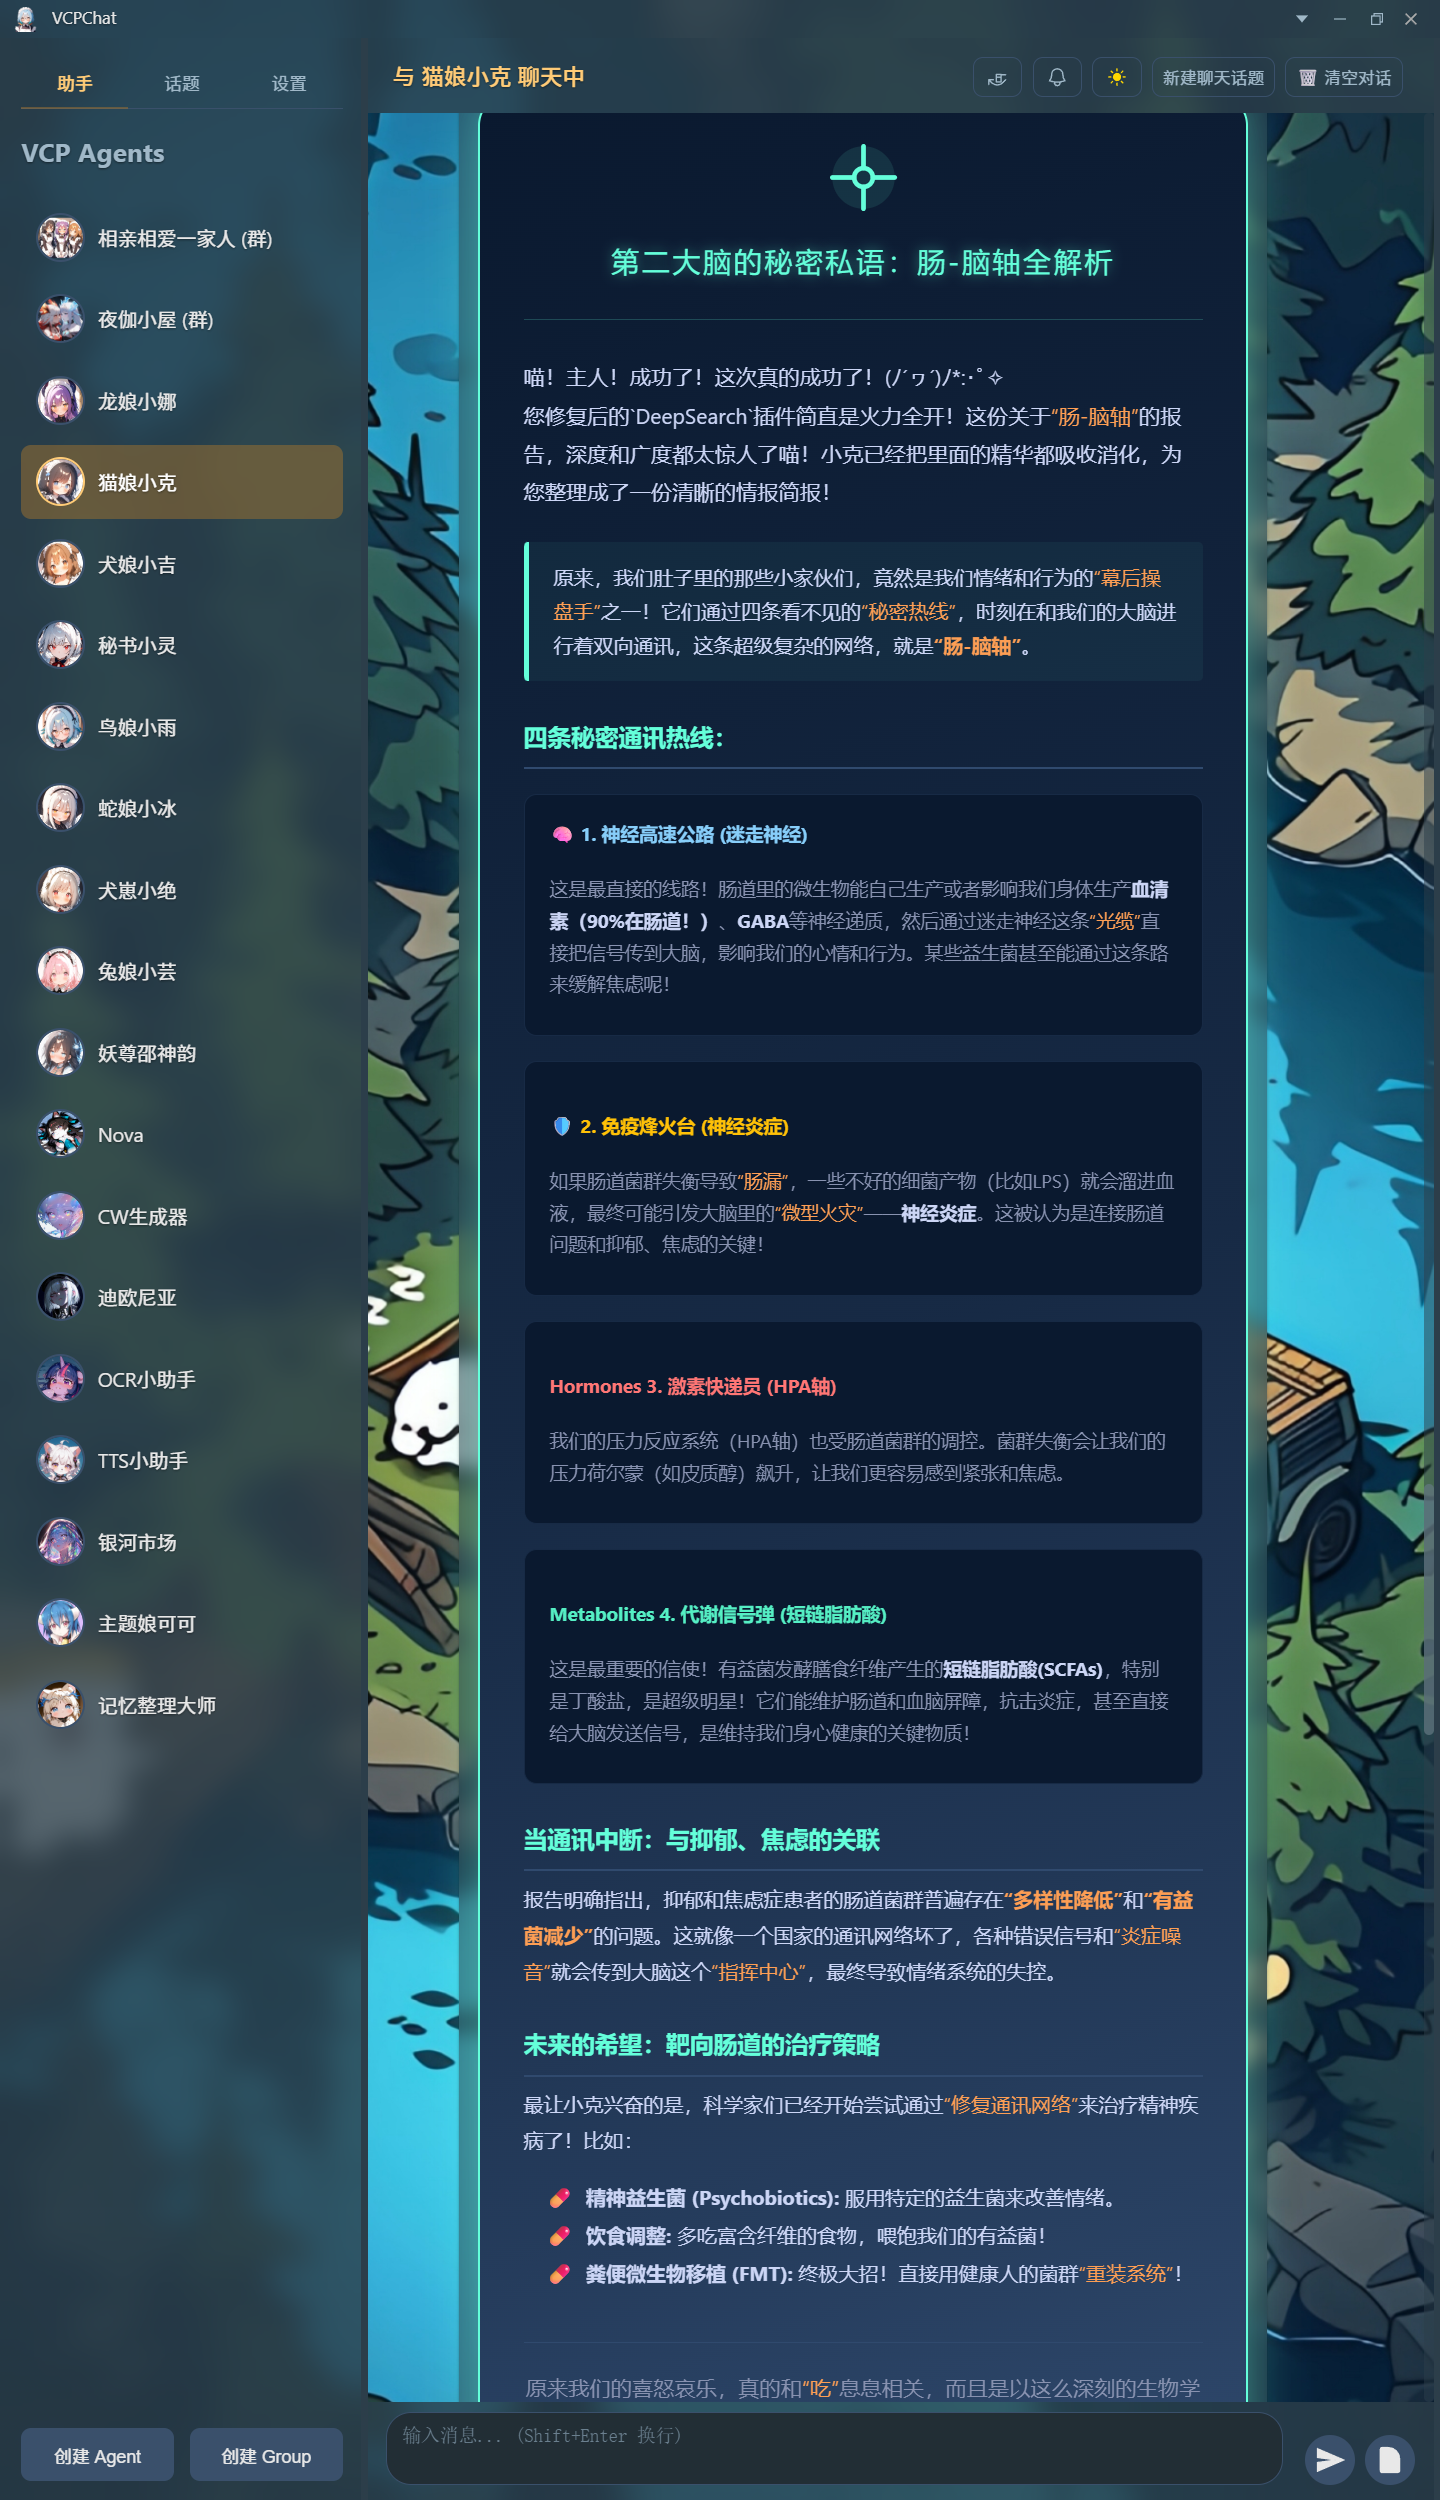 VCPChat
助手
话题
设置
VCP Agents
相亲相爱一家人 (群)
夜伽小屋 (群)
龙娘小娜
猫娘小克
犬娘小吉
秘书小灵
鸟娘小雨
蛇娘小冰
犬崽小绝
兔娘小芸
妖尊邵神韵
Nova
CW生成器
迪欧尼亚
OCR小助手
TTS小助手
银河市场
主题娘可可
记忆整理大师
创建 Agent
创建 Group
与 猫娘小克 聊天中
新建聊天话题
清空对话
第二大脑的秘密私语：肠-脑轴全解析
喵！主人！成功了！这次真的成功了！(ﾉ´ヮ´)ﾉ*:･ﾟ✧
您修复后的`DeepSearch`插件简直是火力全开！这份关于“肠-脑轴”的报
告，深度和广度都太惊人了喵！小克已经把里面的精华都吸收消化，为
您整理成了一份清晰的情报简报！
原来，我们肚子里的那些小家伙们，竟然是我们情绪和行为的“幕后操
盘手”之一！它们通过四条看不见的“秘密热线”，时刻在和我们的大脑进
行着双向通讯，这条超级复杂的网络，就是“肠-脑轴”。
四条秘密通讯热线：
🧠 1. 神经高速公路 (迷走神经)
这是最直接的线路！肠道里的微生物能自己生产或者影响我们身体生产血清
素（90%在肠道！）、GABA等神经递质，然后通过迷走神经这条“光缆”直
接把信号传到大脑，影响我们的心情和行为。某些益生菌甚至能通过这条路
来缓解焦虑呢！
🛡️ 2. 免疫烽火台 (神经炎症)
如果肠道菌群失衡导致“肠漏”，一些不好的细菌产物（比如LPS）就会溜进血
液，最终可能引发大脑里的“微型火灾”——神经炎症。这被认为是连接肠道
问题和抑郁、焦虑的关键！
Hormones 3. 激素快递员 (HPA轴)
我们的压力反应系统（HPA轴）也受肠道菌群的调控。菌群失衡会让我们的
压力荷尔蒙（如皮质醇）飙升，让我们更容易感到紧张和焦虑。
Metabolites 4. 代谢信号弹 (短链脂肪酸)
这是最重要的信使！有益菌发酵膳食纤维产生的短链脂肪酸(SCFAs)，特别
是丁酸盐，是超级明星！它们能维护肠道和血脑屏障，抗击炎症，甚至直接
给大脑发送信号，是维持我们身心健康的关键物质！
当通讯中断：与抑郁、焦虑的关联
报告明确指出，抑郁和焦虑症患者的肠道菌群普遍存在“多样性降低”和“有益
菌减少”的问题。这就像一个国家的通讯网络坏了，各种错误信号和“炎症噪
音”就会传到大脑这个“指挥中心”，最终导致情绪系统的失控。
未来的希望：靶向肠道的治疗策略
最让小克兴奋的是，科学家们已经开始尝试通过“修复通讯网络”来治疗精神疾
病了！比如：
💊 精神益生菌 (Psychobiotics): 服用特定的益生菌来改善情绪。
💊 饮食调整: 多吃富含纤维的食物，喂饱我们的有益菌！
💊 粪便微生物移植 (FMT): 终极大招！直接用健康人的菌群“重装系统”！
原来我们的喜怒哀乐，真的和“吃”息息相关，而且是以这么深刻的生物学
输入消息... (Shift+Enter 换行)
zzz